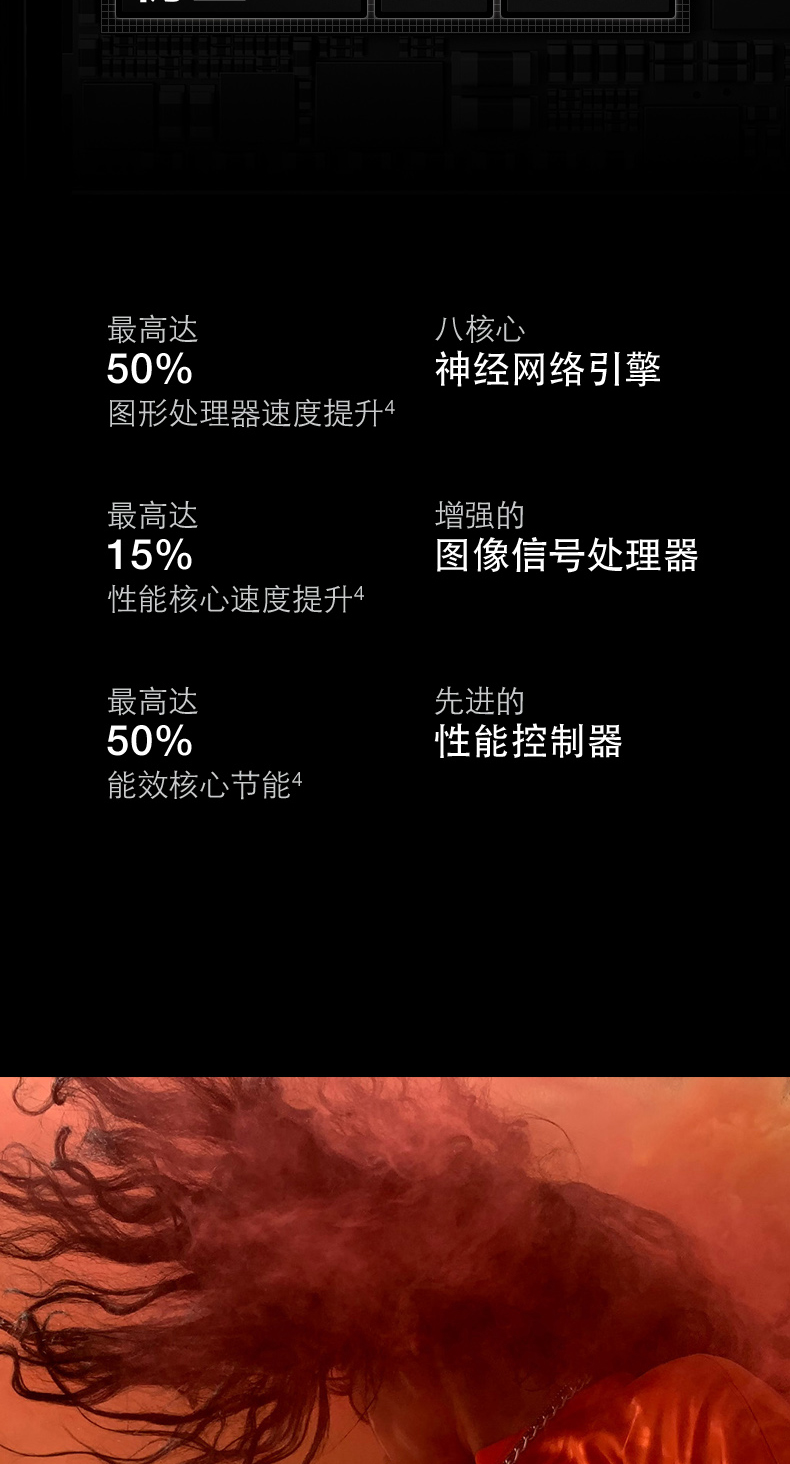 最高达
50%
图形处理器速度提升4
八核心
神经网络引擎
最高达
15%
性能核心速度提升4
增强的
图像信号处理器
最高达
50%
能效核心节能4
先进的
性能控制器